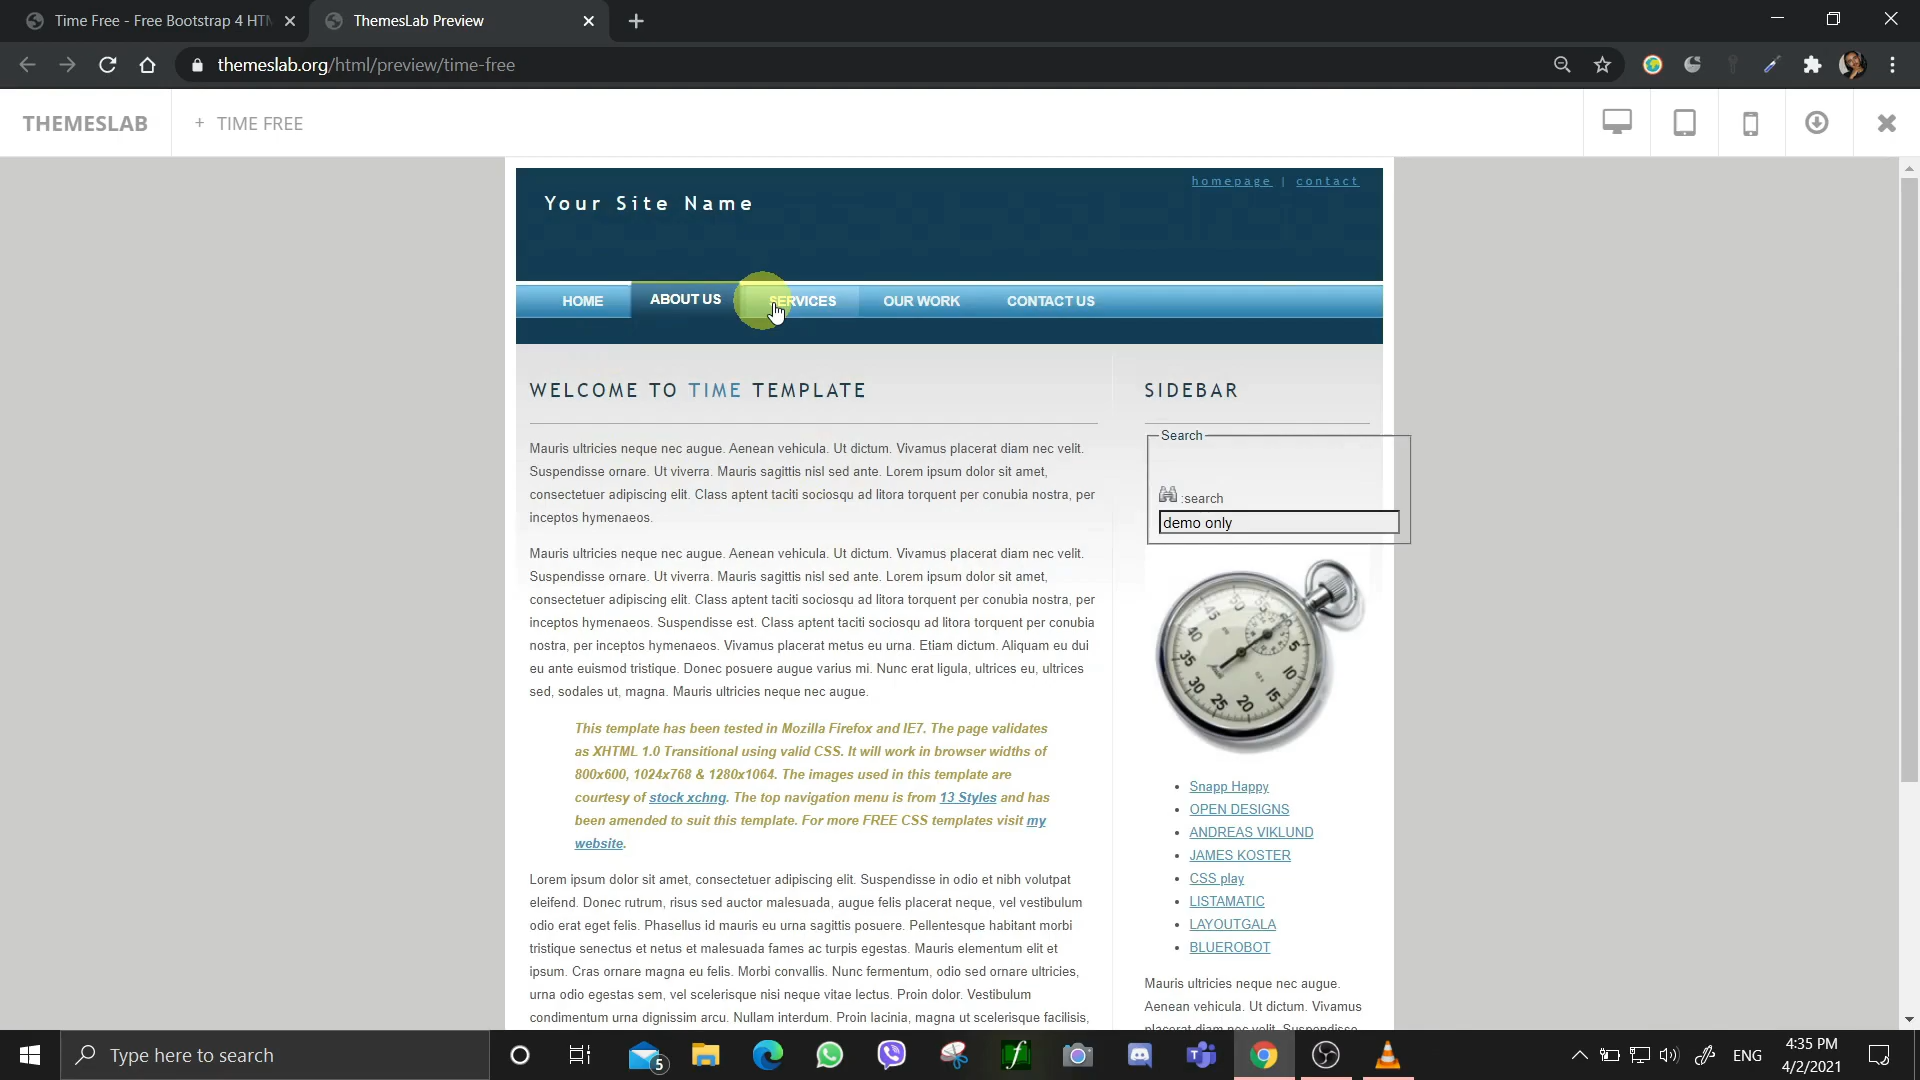 Time Free - Free Bootstrap 4 HTM
ThemesLab Preview
themeslab.org/html/preview/time-free
THEMESLAB
+ TIME FREE
homepage | contact
Your Site Name
HOME
ABOUT US
SERVICES
OUR WORK
CONTACT US
WELCOME TO TIME TEMPLATE
Mauris ultricies neque nec augue. Aenean vehicula. Ut dictum. Vivamus placerat diam nec velit.
Suspendisse ornare. Ut viverra. Mauris sagittis nisl sed ante. Lorem ipsum dolor sit amet,
consectetuer adipiscing elit. Class aptent taciti sociosqu ad litora torquent per conubia nostra, per
inceptos hymenaeos.
Mauris ultricies neque nec augue. Aenean vehicula. Ut dictum. Vivamus placerat diam nec velit.
Suspendisse ornare. Ut viverra. Mauris sagittis nisl sed ante. Lorem ipsum dolor sit amet,
consectetuer adipiscing elit. Class aptent taciti sociosqu ad litora torquent per conubia nostra, per
inceptos hymenaeos. Suspendisse est. Class aptent taciti sociosqu ad litora torquent per conubia
nostra, per inceptos hymenaeos. Vivamus placerat metus eu urna. Etiam dictum. Aliquam eu dui
eu ante euismod tristique. Donec posuere augue varius mi. Nunc erat ligula, ultrices eu, ultrices
sed, sodales ut, magna. Mauris ultricies neque nec augue.
This template has been tested in Mozilla Firefox and IE7. The page validates
as XHTML 1.0 Transitional using valid CSS. It will work in browser widths of
800x600, 1024x768 & 1280x1064. The images used in this template are
courtesy of stock xchng. The top navigation menu is from 13 Styles and has
been amended to suit this template. For more FREE CSS templates visit my
website.
Lorem ipsum dolor sit amet, consectetuer adipiscing elit. Suspendisse in odio et nibh volutpat
eleifend. Donec rutrum, risus sed auctor malesuada, augue felis placerat neque, vel vestibulum
odio erat eget felis. Phasellus id mauris eu urna sagittis posuere. Pellentesque habitant morbi
tristique senectus et netus et malesuada fames ac turpis egestas. Mauris elementum elit et
ipsum. Cras ornare magna eu felis. Morbi convallis. Nunc fermentum, odio sed ornare ultricies,
urna odio egestas sem, vel scelerisque nisi neque vitae lectus. Proin dolor. Vestibulum
condimentum urna dignissim arcu. Nullam interdum. Proin lacinia, magna ut scelerisque facilisis,
SIDEBAR
Search
:search
demo only
60
50
45
40
35
30
25
20
15
10
5
Snapp Happy
OPEN DESIGNS
ANDREAS VIKLUND
JAMES KOSTER
CSS play
LISTAMATIC
LAYOUTGALA
BLUEROBOT
Mauris ultricies neque nec augue.
Aenean vehicula. Ut dictum. Vivamus
placerat diam nec velit. Suspendisse
Type here to search
5
ENG
4:35 PM
4/2/2021